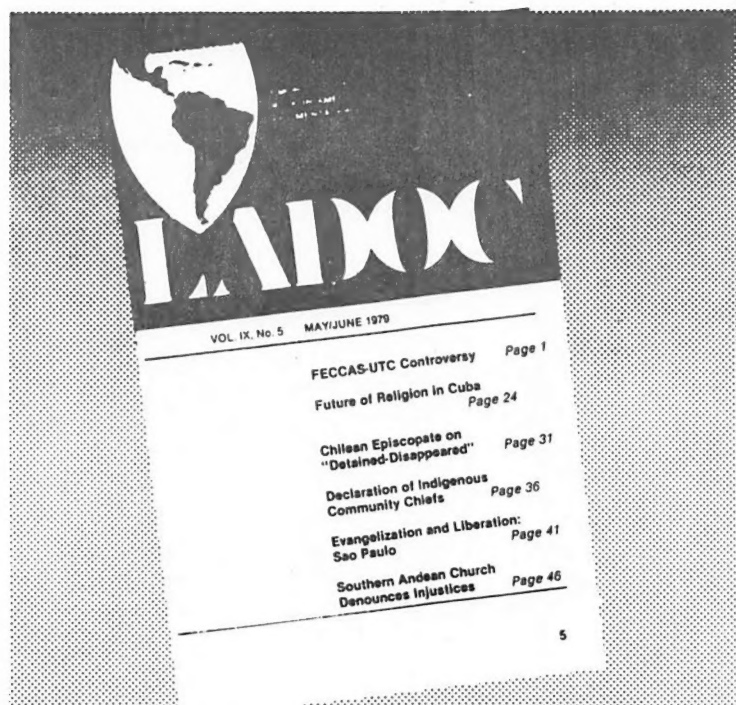 LADOC
VOL. IX, No. 5 MAY/JUNE 1979
FECCAS-UTC Controversy Page 1
Future of Religion in Cuba
Page 24
Chilean Episcopate on
"Detained-Disappeared" Page 31
Declaration of Indigenous
Community Chiefs Page 36
Evangelization and Liberation:
Sao Paulo Page 41
Southern Andean Church
Denounces Injustices Page 46
5